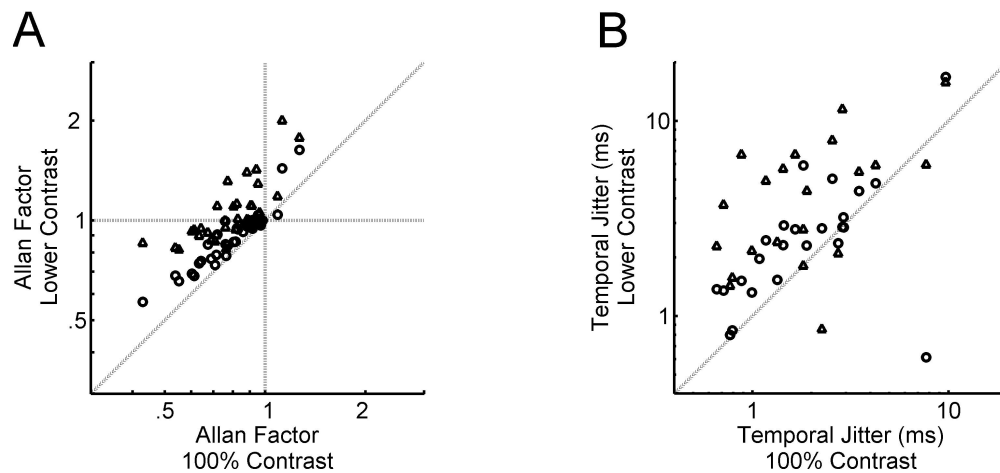 A
Allan Factor
Lower Contrast
2
1
.5
.5
1
2
Allan Factor
100% Contrast
B
Temporal Jitter (ms)
Lower Contrast
10
1
1
10
Temporal Jitter (ms)
100% Contrast